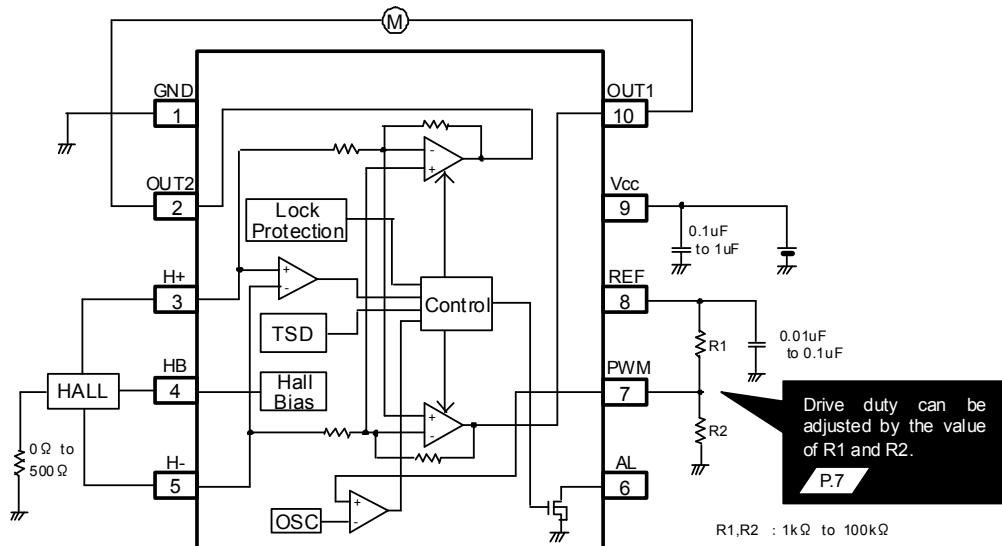 M
GND
1
OUT1
10
OUT2
2
Vcc
9
Lock
Protection
0.1uF
to 1uF
H+
3
REF
8
Control
TSD
R1
0.01uF
to 0.1uF
HB
4
HALL
Hall
Bias
PWM
7
Drive duty can be
adjusted by the value
of R1 and R2.
P.7
R2
0Ω to
500Ω
H-
5
AL
6
OSC
R1,R2 : 1kΩ to 100kΩ
+
-
+
-
+
-
+
-